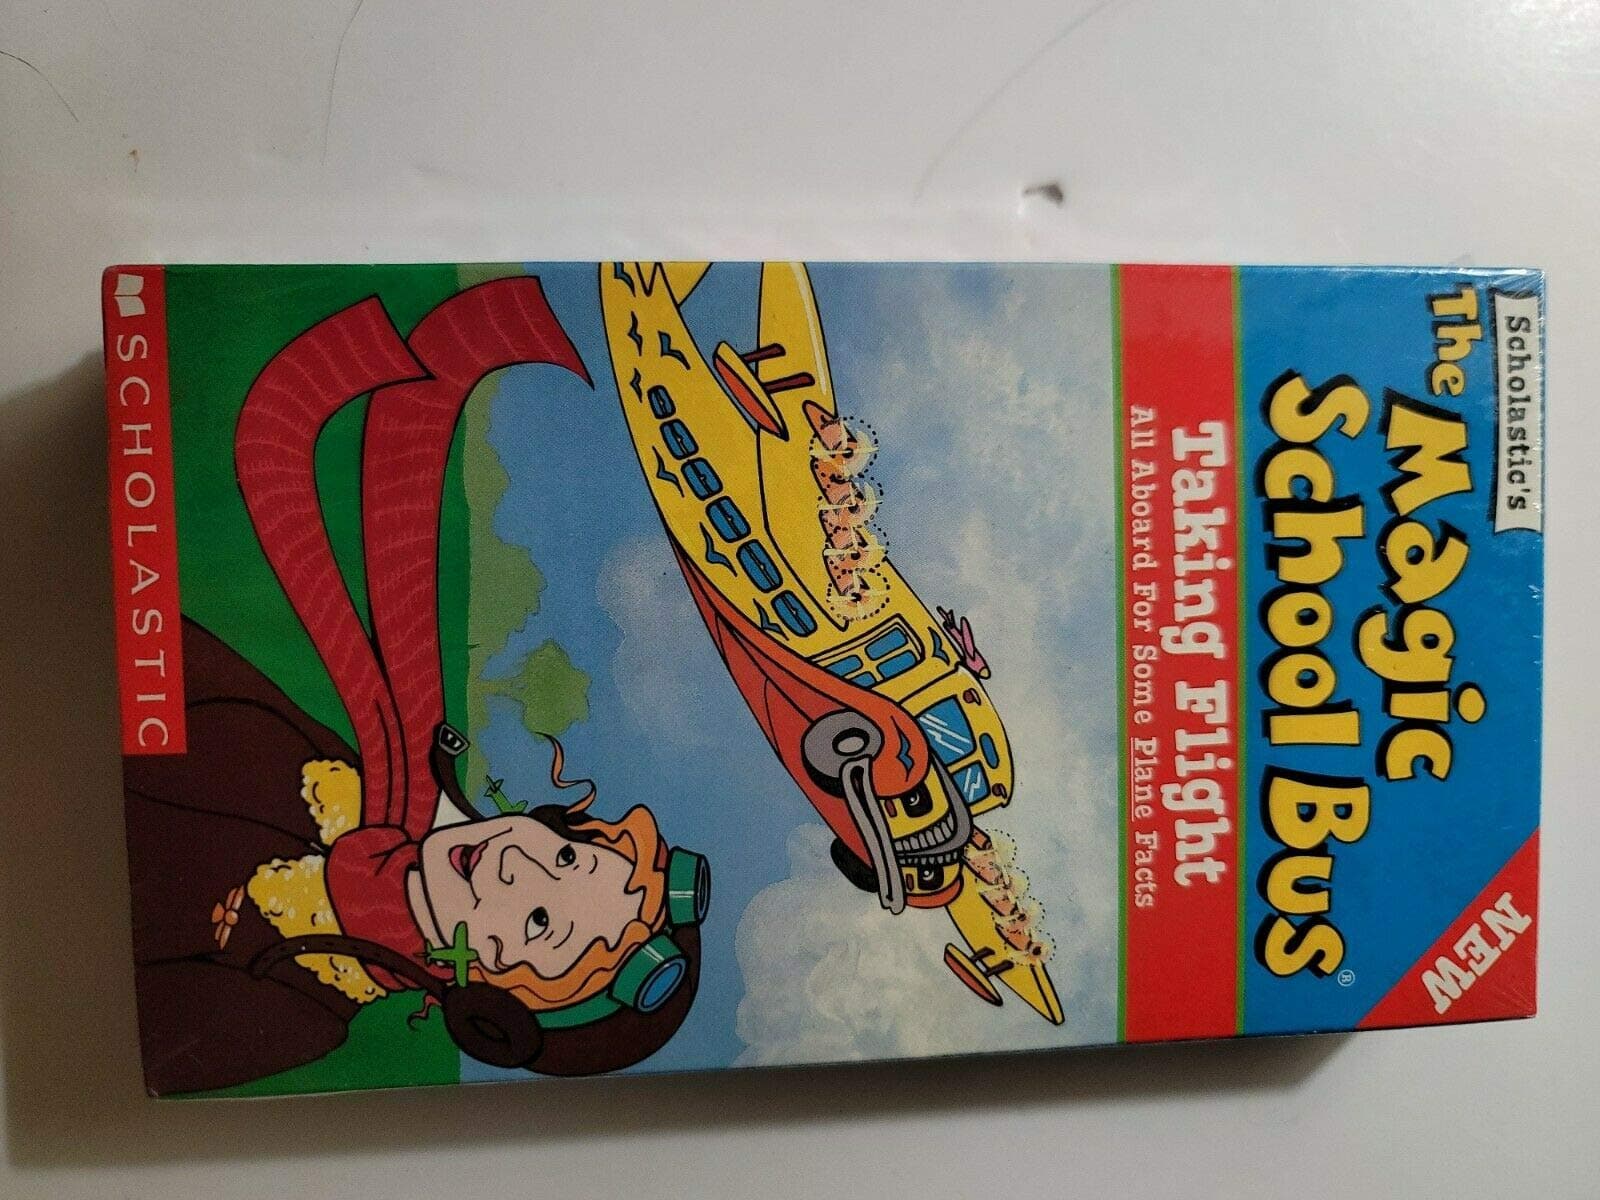 Scholastic's
The Magic
School Bus®
NEW
Taking Flight
All Aboard For Some Plane Facts
SCHOLASTIC